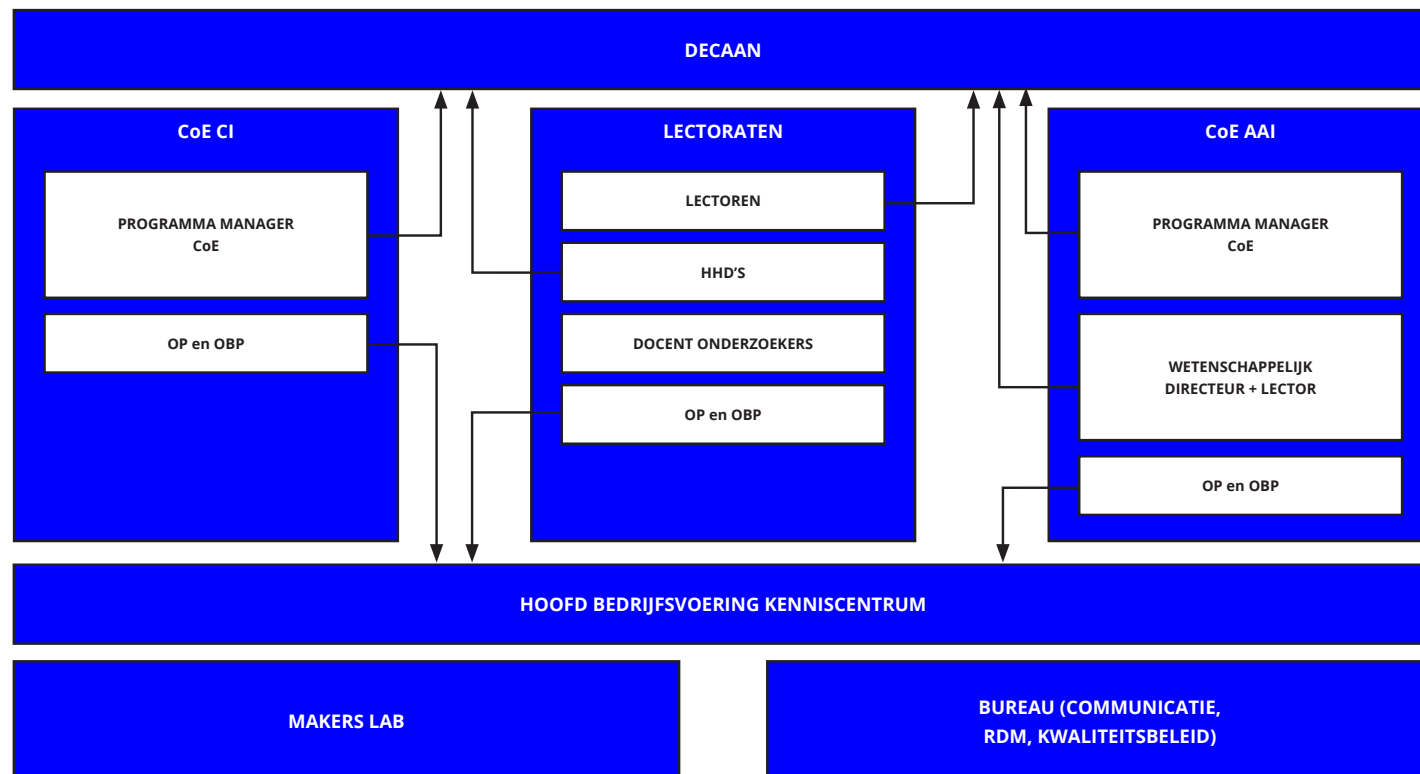 DECAAN
CoE CI
PROGRAMMA MANAGER
CoE
OP en OBP
LECTORATEN
LECTOREN
HHD'S
DOCENT ONDERZOEKERS
OP en OBP
CoE AAI
PROGRAMMA MANAGER
CoE
WETENSCHAPPELIJK
DIRECTEUR + LECTOR
OP en OBP
HOOFD BEDRIJFSVOERING KENNISCENTRUM
MAKERS LAB
BUREAU (COMMUNICATIE,
RDM, KWALITEITSBELEID)